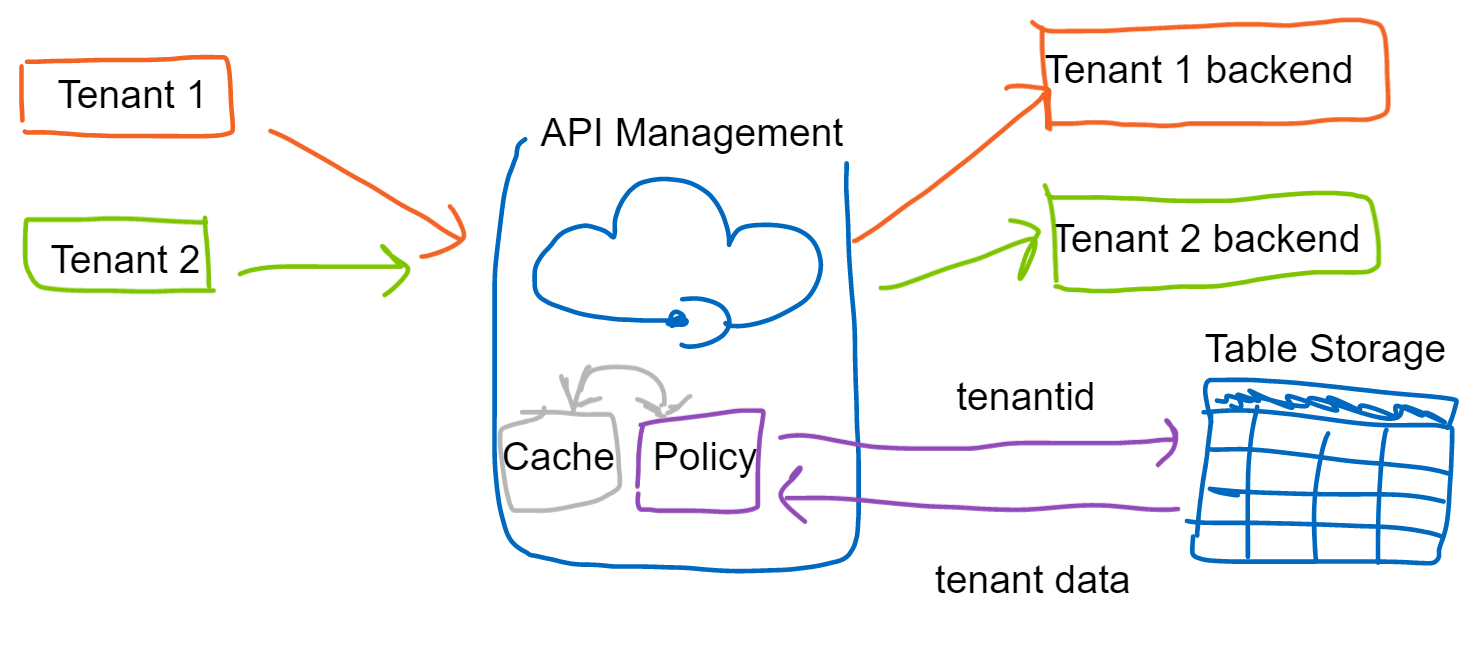 Tenant 1
Tenant 2
API Management
Cache
Policy
Tenant 1 backend
Tenant 2 backend
Table Storage
tenantid
tenant data